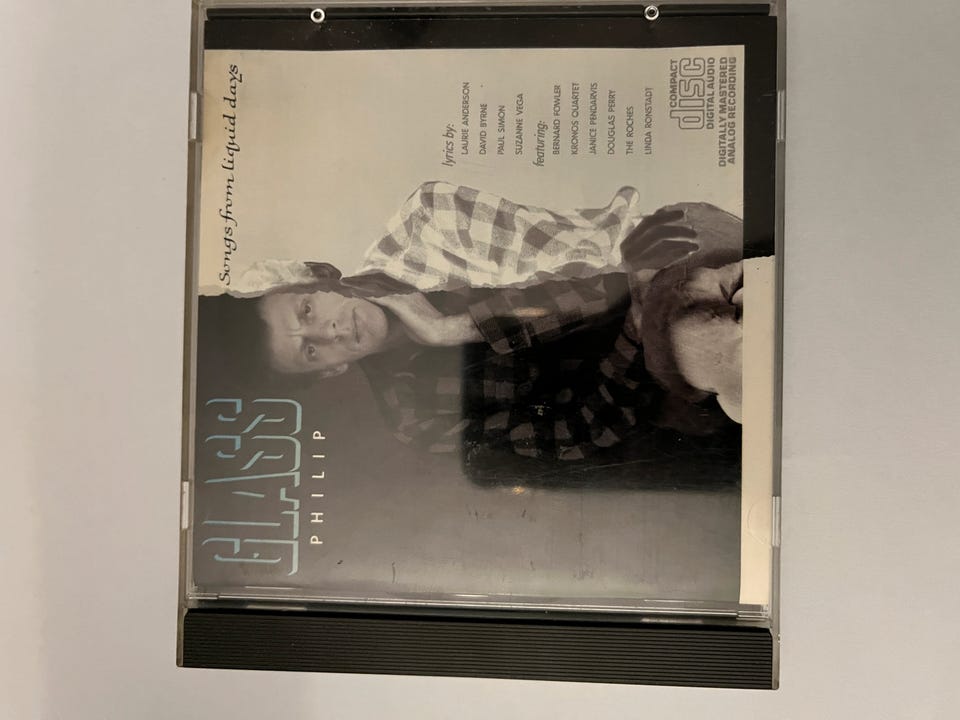 GLASS
PHILIP
Songs from liquid days
lyrics by:
LAURIE ANDERSON
DAVID BYRNE
PAUL SIMON
SUZANNE VEGA
featuring:
BERNARD FOWLER
KRONOS QUARTET
JANICE PENDARVIS
DOUGLAS PERRY
THE ROCHES
LINDA RONSTADT
COMPACT
disc
DIGITAL AUDIO
DIGITALLY MASTERED
ANALOG RECORDING